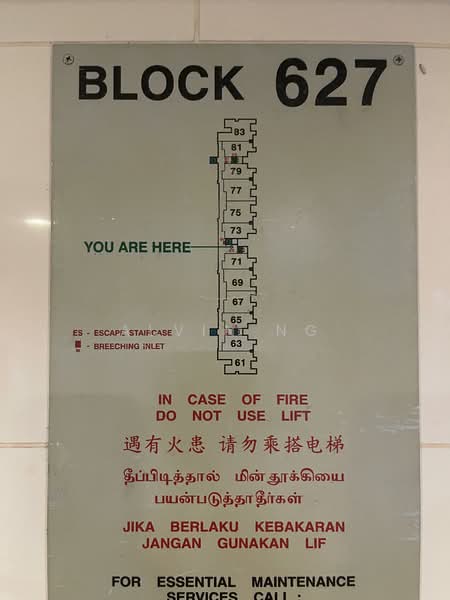 BLOCK 627
83
81
79
77
75
73
YOU ARE HERE
71
69
67
65
63
61
ES - ESCAPE STAIRCASE
- BREECHING INLET
IN CASE OF FIRE
DO NOT USE LIFT
遇有火患 请勿乘搭电梯
தீப்பிடித்தால் மின்தூக்கியை
பயன்படுத்தாதீர்கள்
JIKA BERLAKU KEBAKARAN
JANGAN GUNAKAN LIF
FOR ESSENTIAL MAINTENANCE
SERVICES CALL: